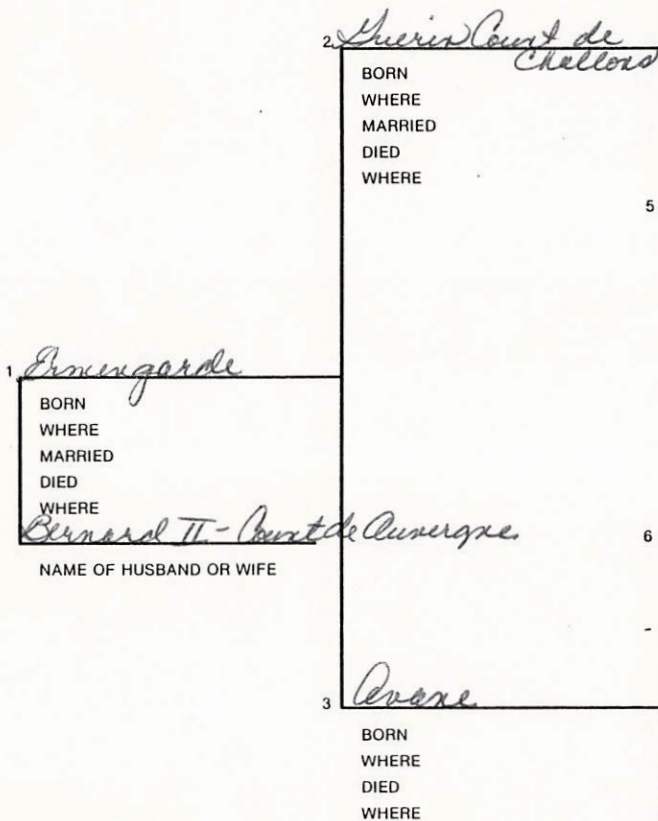 2. Guerin Count de
Challons
BORN
WHERE
MARRIED
DIED
WHERE
5
1 Ermengarde
BORN
WHERE
MARRIED
DIED
WHERE
Bernard II - Count de Auvergne
NAME OF HUSBAND OR WIFE
6
3 Avane
BORN
WHERE
DIED
WHERE